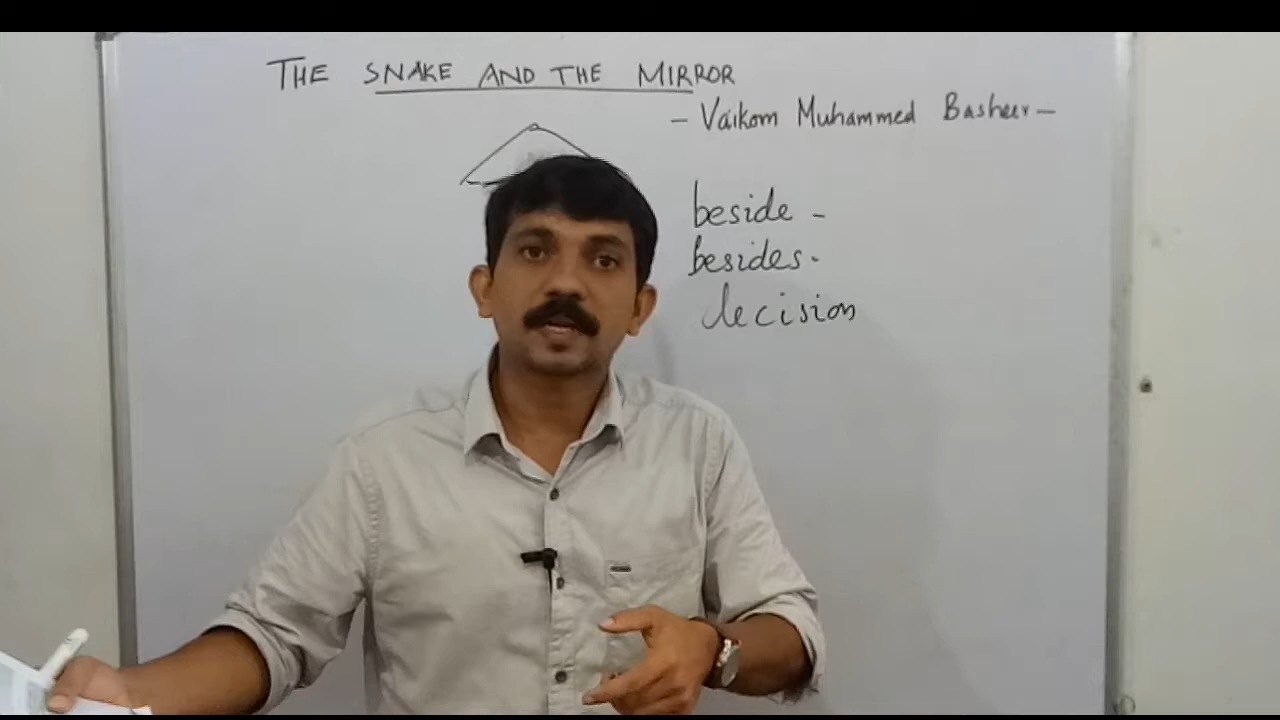 THE SNAKE AND THE MIRROR
- Vaikom Muhammed Basheer -
beside -
besides.
decision